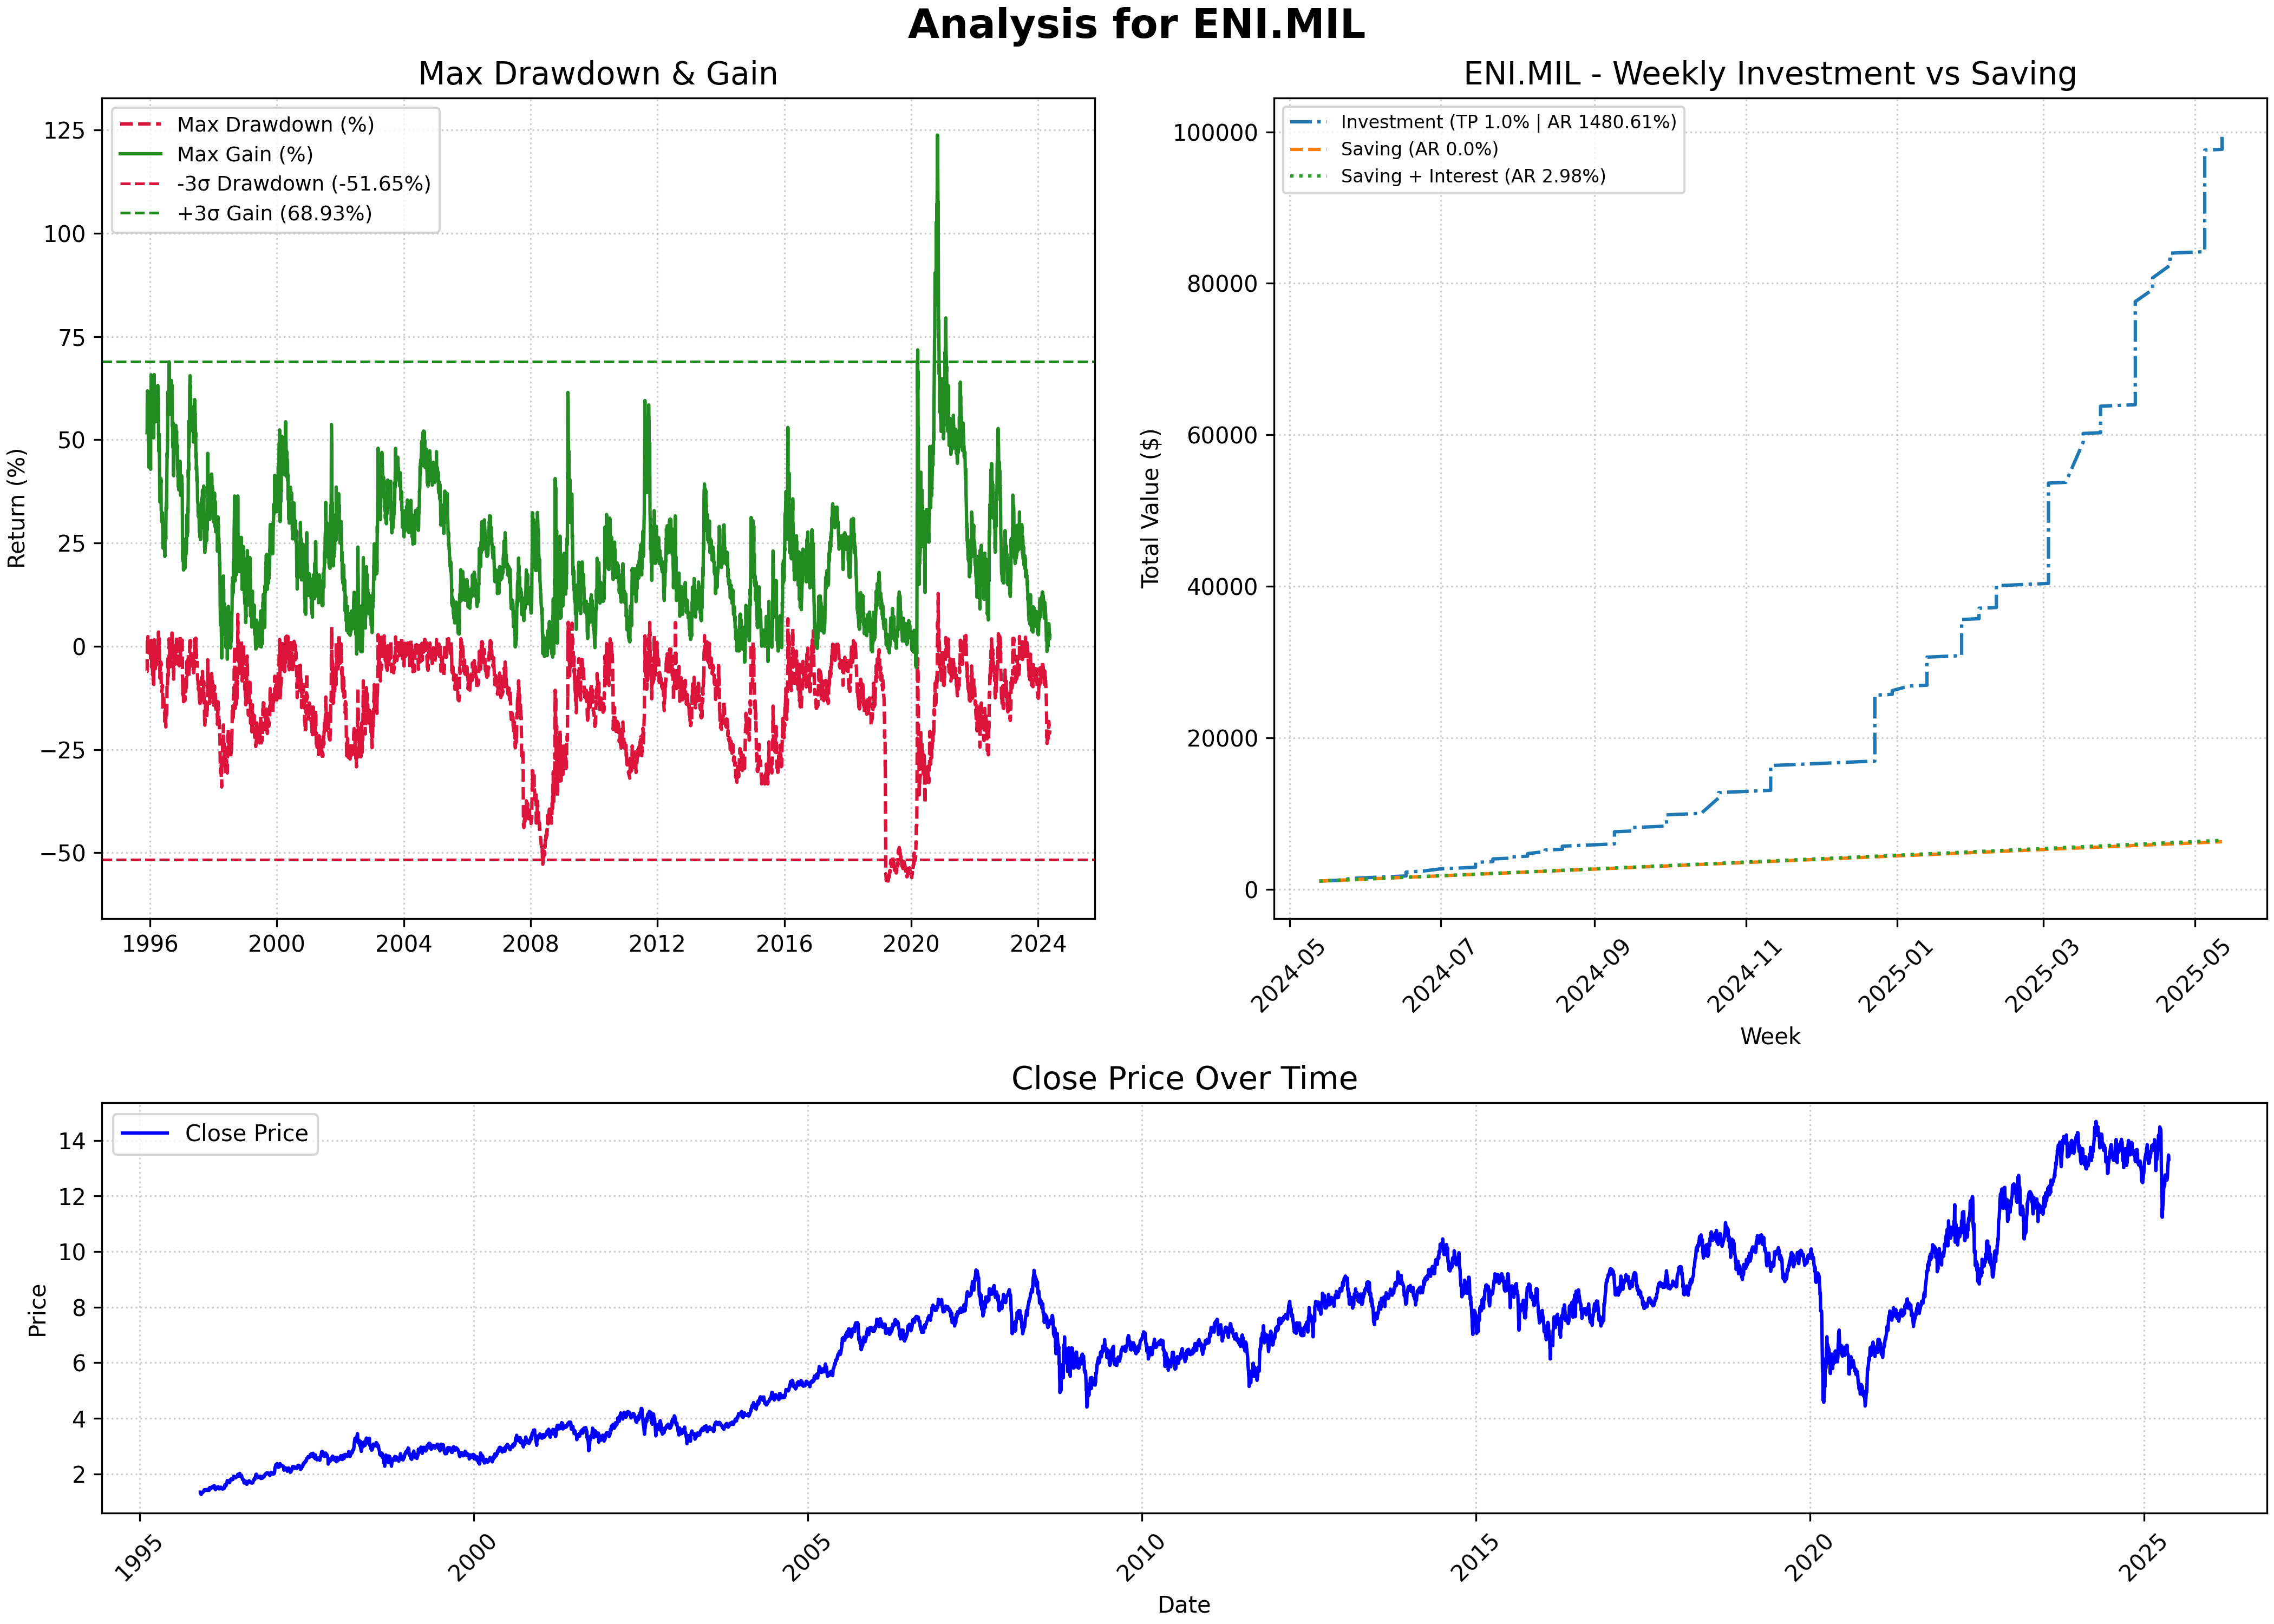 Analysis for ENI.MIL
Max Drawdown & Gain
Max Drawdown (%)
Max Gain (%)
-3σ Drawdown (-51.65%)
+3σ Gain (68.93%)
Return (%)
125
100
75
50
25
0
−25
−50
1996
2000
2004
2008
2012
2016
2020
2024
ENI.MIL - Weekly Investment vs Saving
Investment (TP 1.0% | AR 1480.61%)
Saving (AR 0.0%)
Saving + Interest (AR 2.98%)
Total Value ($)
100000
80000
60000
40000
20000
0
2024-05
2024-07
2024-09
2024-11
2025-01
2025-03
2025-05
Week
Close Price Over Time
Close Price
Price
14
12
10
8
6
4
2
1995
2000
2005
2010
2015
2020
2025
Date